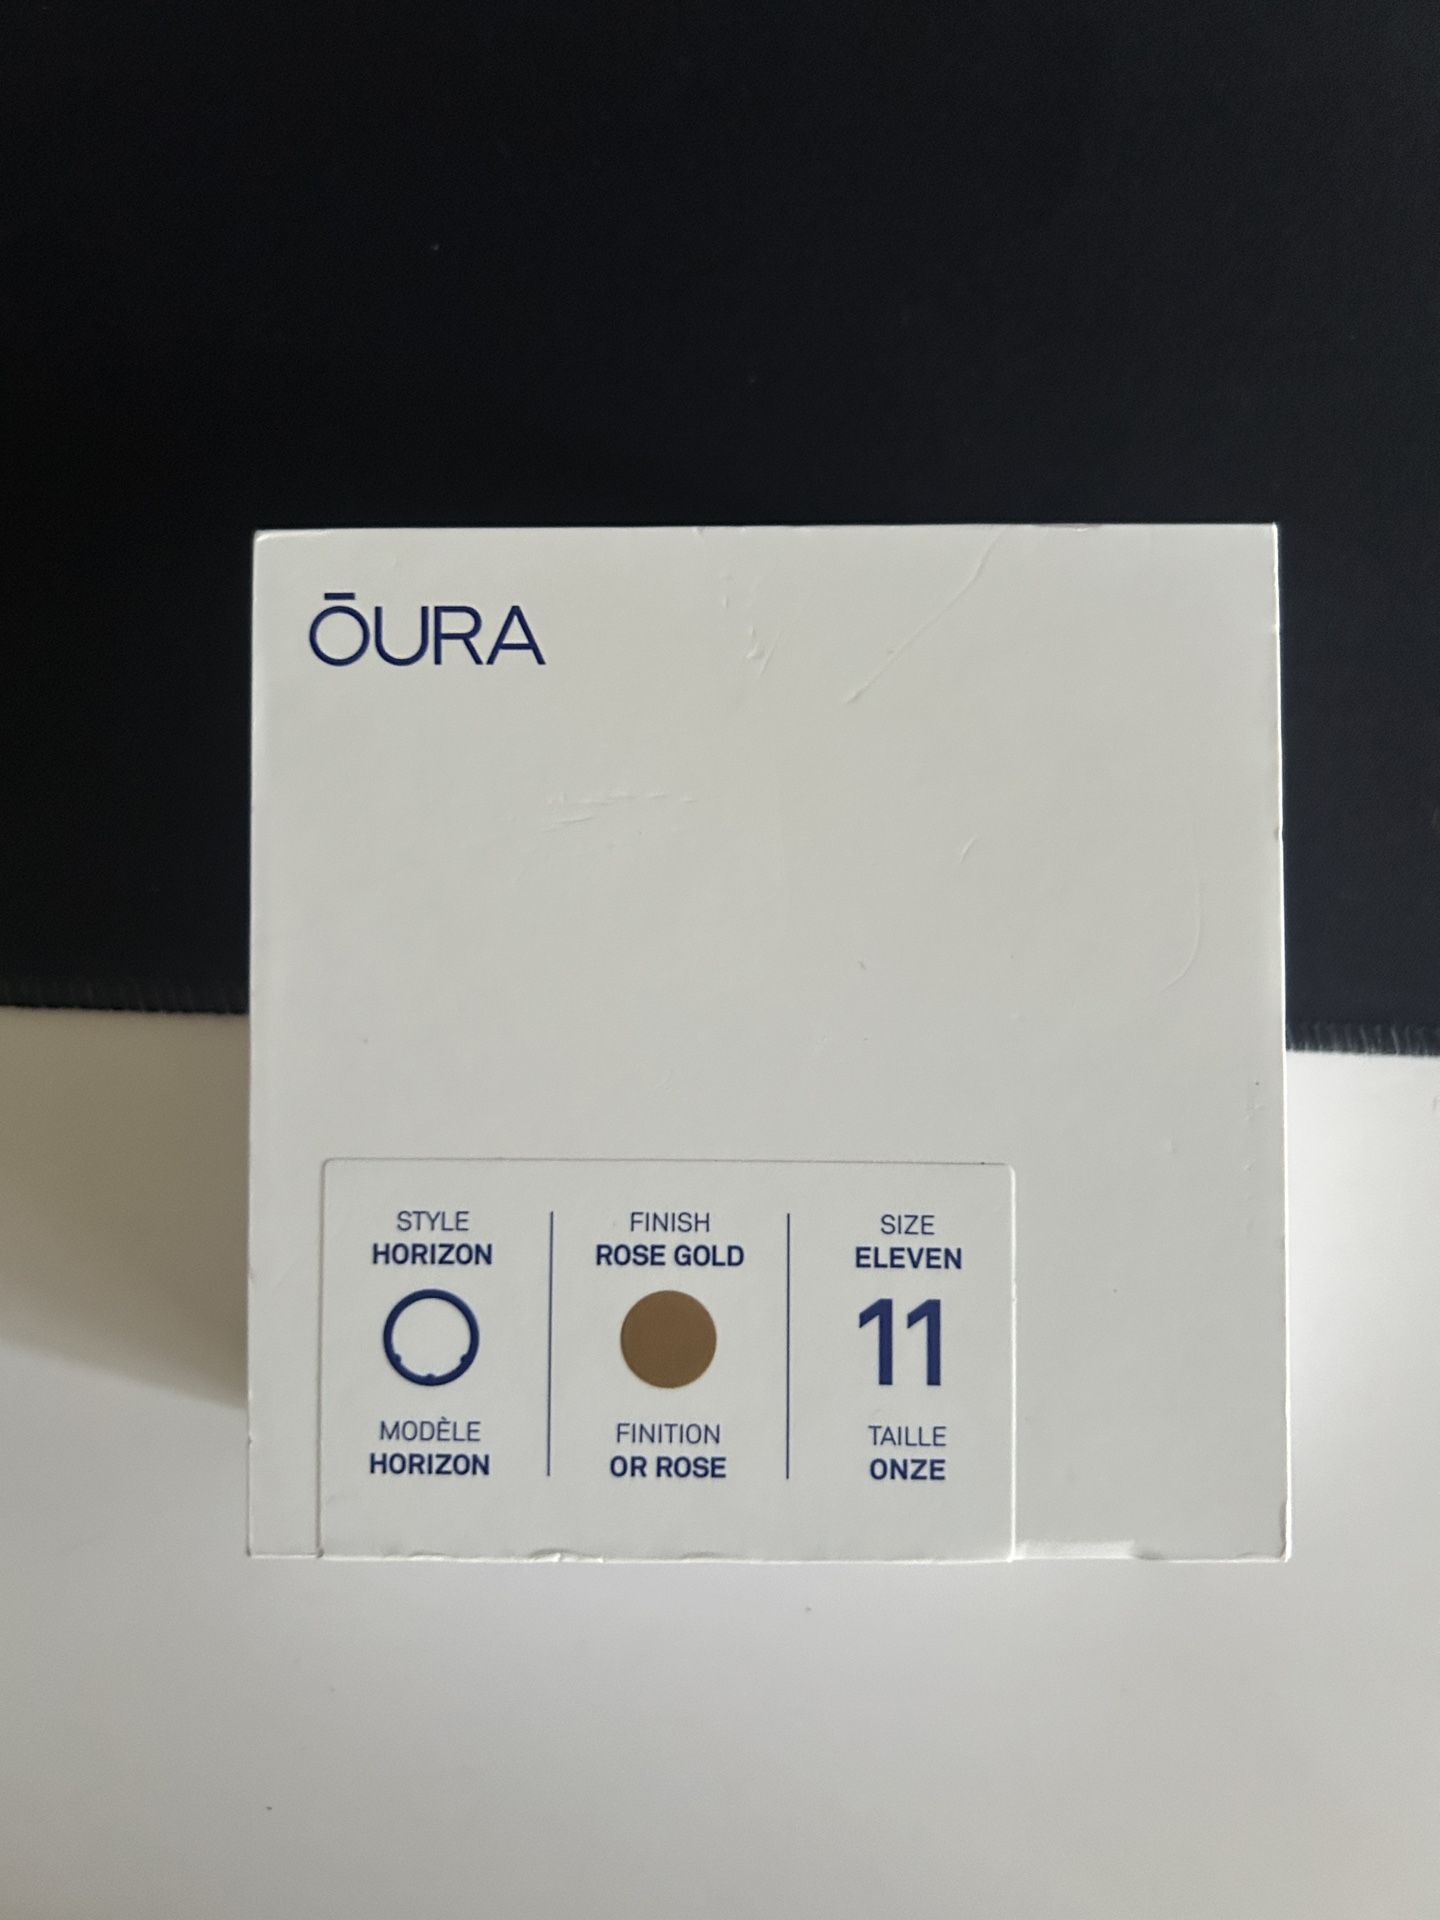 ŌURA
STYLE
HORIZON
MODÈLE
HORIZON
FINISH
ROSE GOLD
FINITION
OR ROSE
SIZE
ELEVEN
11
TAILLE
ONZE